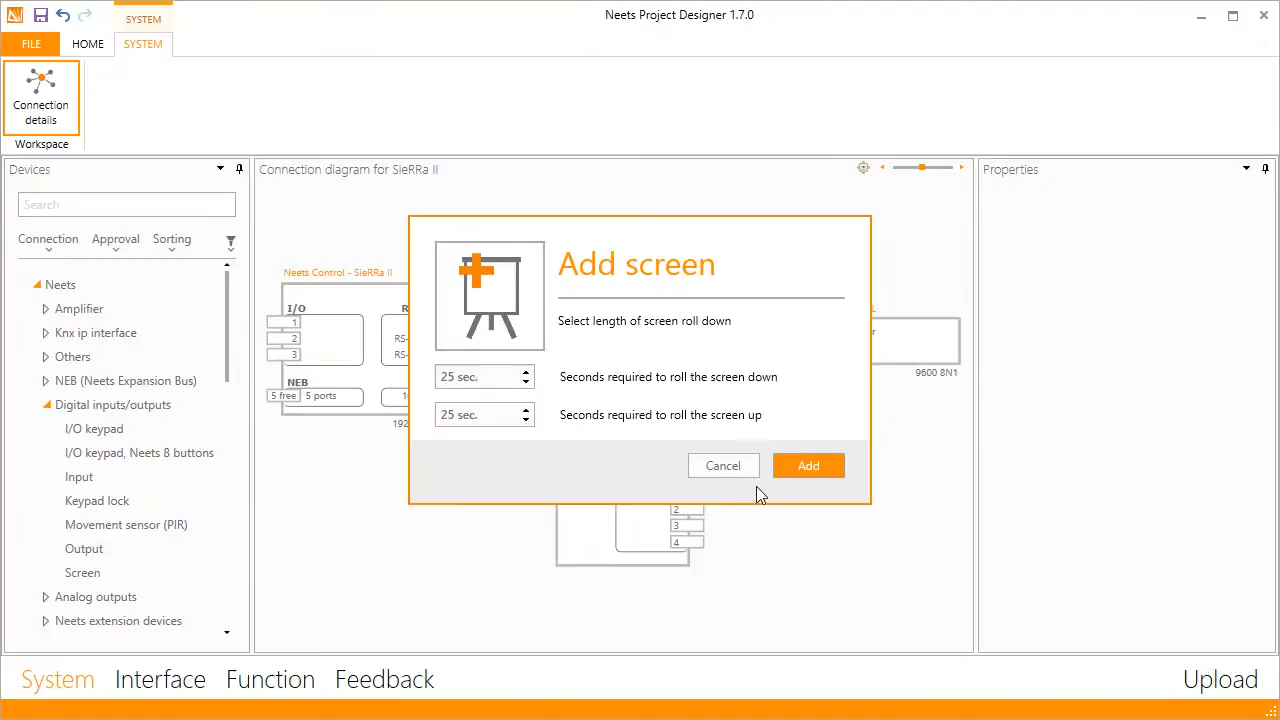 SYSTEM
Neets Project Designer 1.7.0
FILE
HOME
SYSTEM
Connection
details
Workspace
Devices
Search
Connection
Approval
Sorting
Neets
Amplifier
Knx ip interface
Others
NEB (Neets Expansion Bus)
Digital inputs/outputs
I/O keypad
I/O keypad, Neets 8 buttons
Input
Keypad lock
Movement sensor (PIR)
Output
Screen
Analog outputs
Neets extension devices
Connection diagram for SieRRa II
Neets Control - SieRRa II
I/O
1
2
3
RS-
RS-
NEB
5 free
5 ports
192
9600 8N1
2
3
4
Add screen
Select length of screen roll down
25 sec.
Seconds required to roll the screen down
25 sec.
Seconds required to roll the screen up
Cancel
Add
Properties
System
Interface
Function
Feedback
Upload